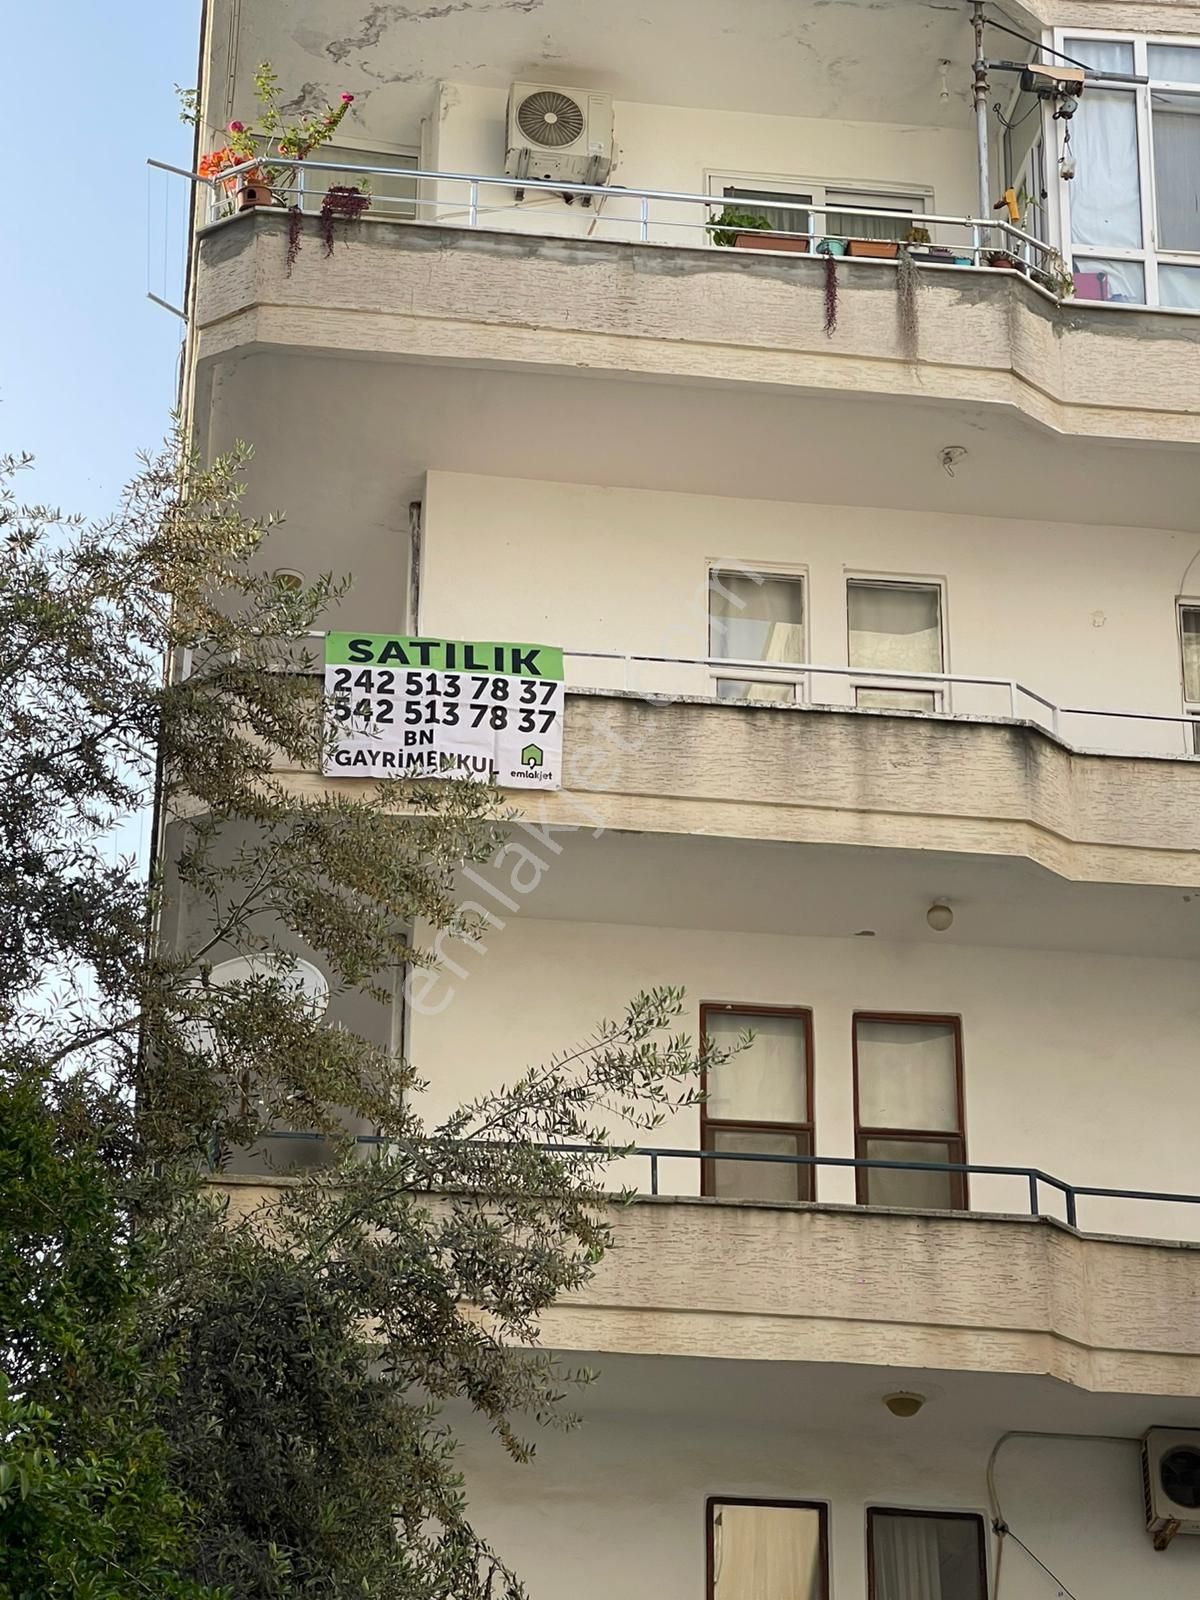 SATILIK
242 513 78 37
542 513 78 37
BN
GAYRİMENKUL
emlakjet
emlakjet.com